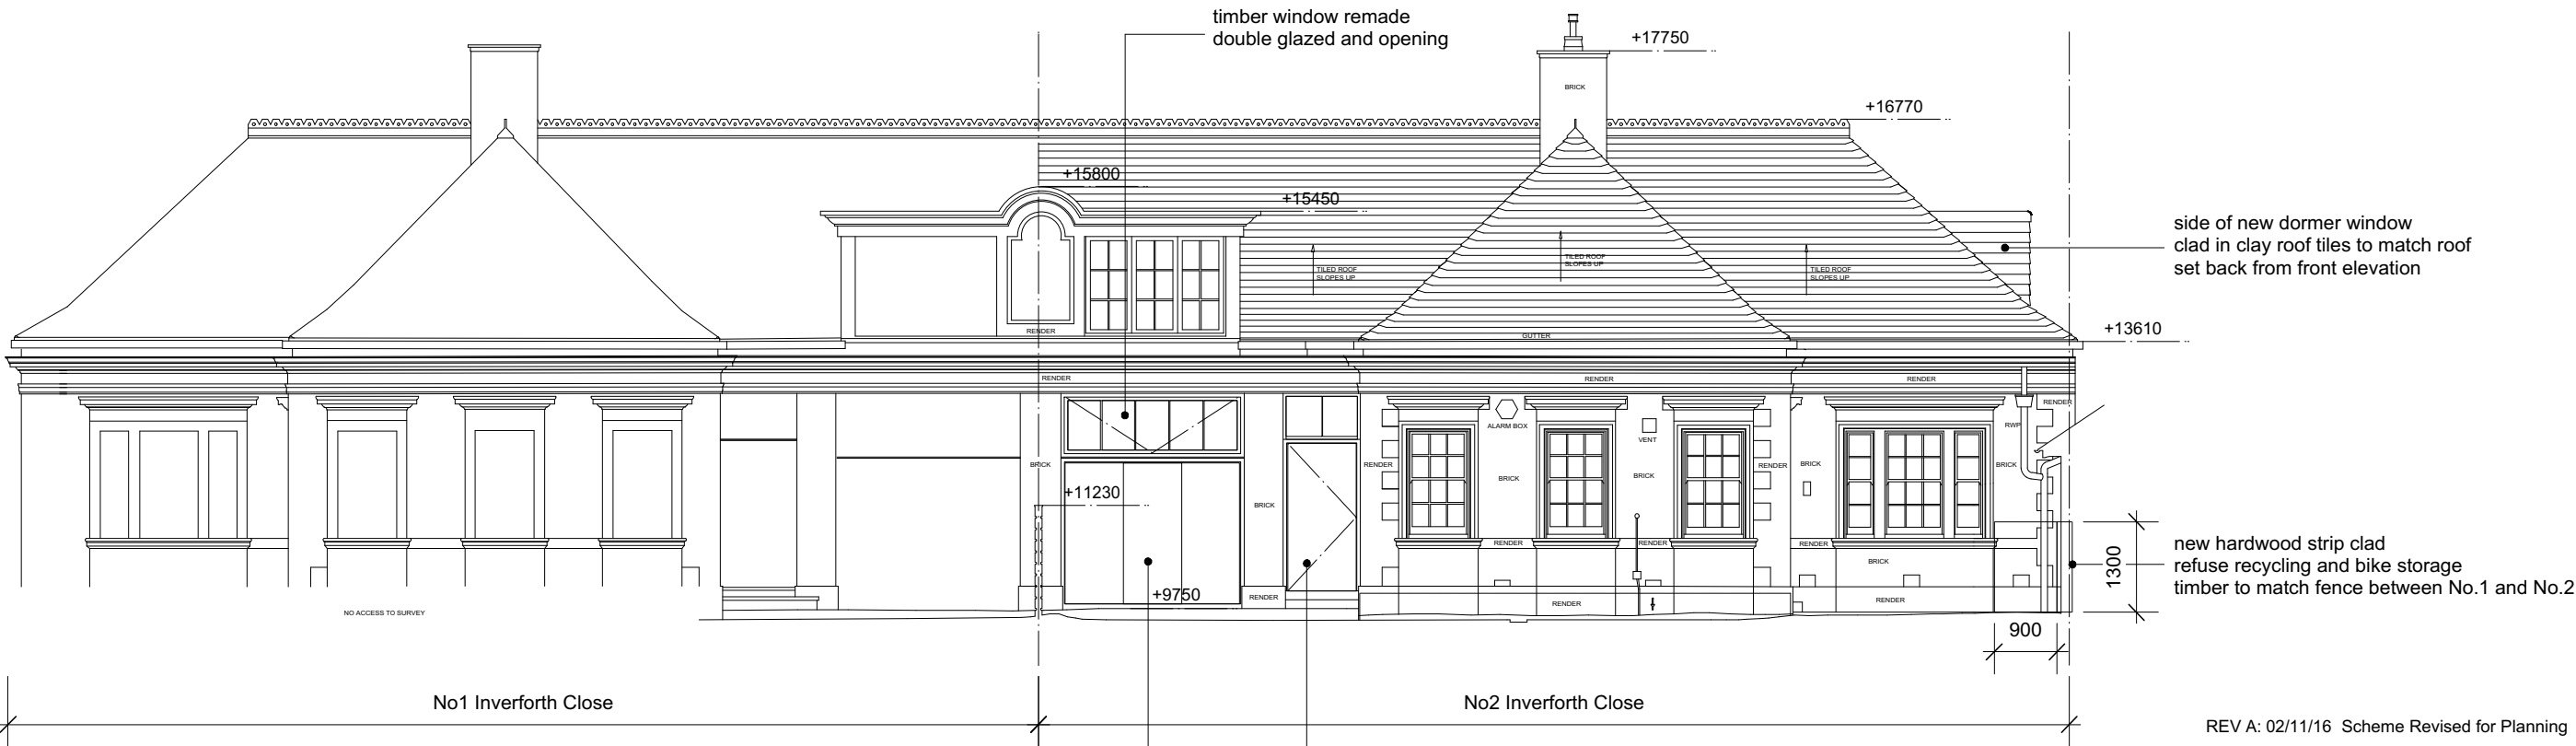 timber window remade
double glazed and opening
+17750
BRICK
+16770
+15800
+15450
side of new dormer window
clad in clay roof tiles to match roof
set back from front elevation
TILED ROOF
SLOPES UP
TILED ROOF
SLOPES UP
TILED ROOF
SLOPES UP
+13610
RENDER
GUTTER
RENDER
RENDER
RENDER
RENDER
ALARM BOX
VENT
RWP
BRICK
RENDER
BRICK
BRICK
RENDER
BRICK
BRICK
+11230
BRICK
RENDER
RENDER
RENDER
BRICK
1300
new hardwood strip clad
refuse recycling and bike storage
timber to match fence between No.1 and No.2
+9750
RENDER
RENDER
RENDER
NO ACCESS TO SURVEY
900
No1 Inverforth Close
No2 Inverforth Close
REV A: 02/11/16 Scheme Revised for Planning